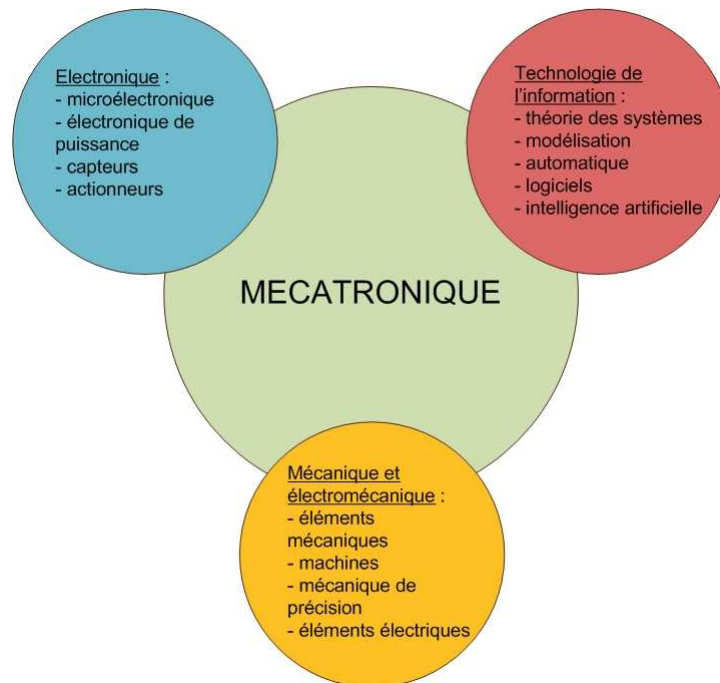 Electronique :
- microélectronique
- électronique de
puissance
- capteurs
- actionneurs
Technologie de
l'information :
- théorie des systèmes
- modélisation
- automatique
- logiciels
- intelligence artificielle
MECATRONIQUE
Mécanique et
électromécanique :
- éléments
mécaniques
- machines
- mécanique de
précision
- éléments électriques